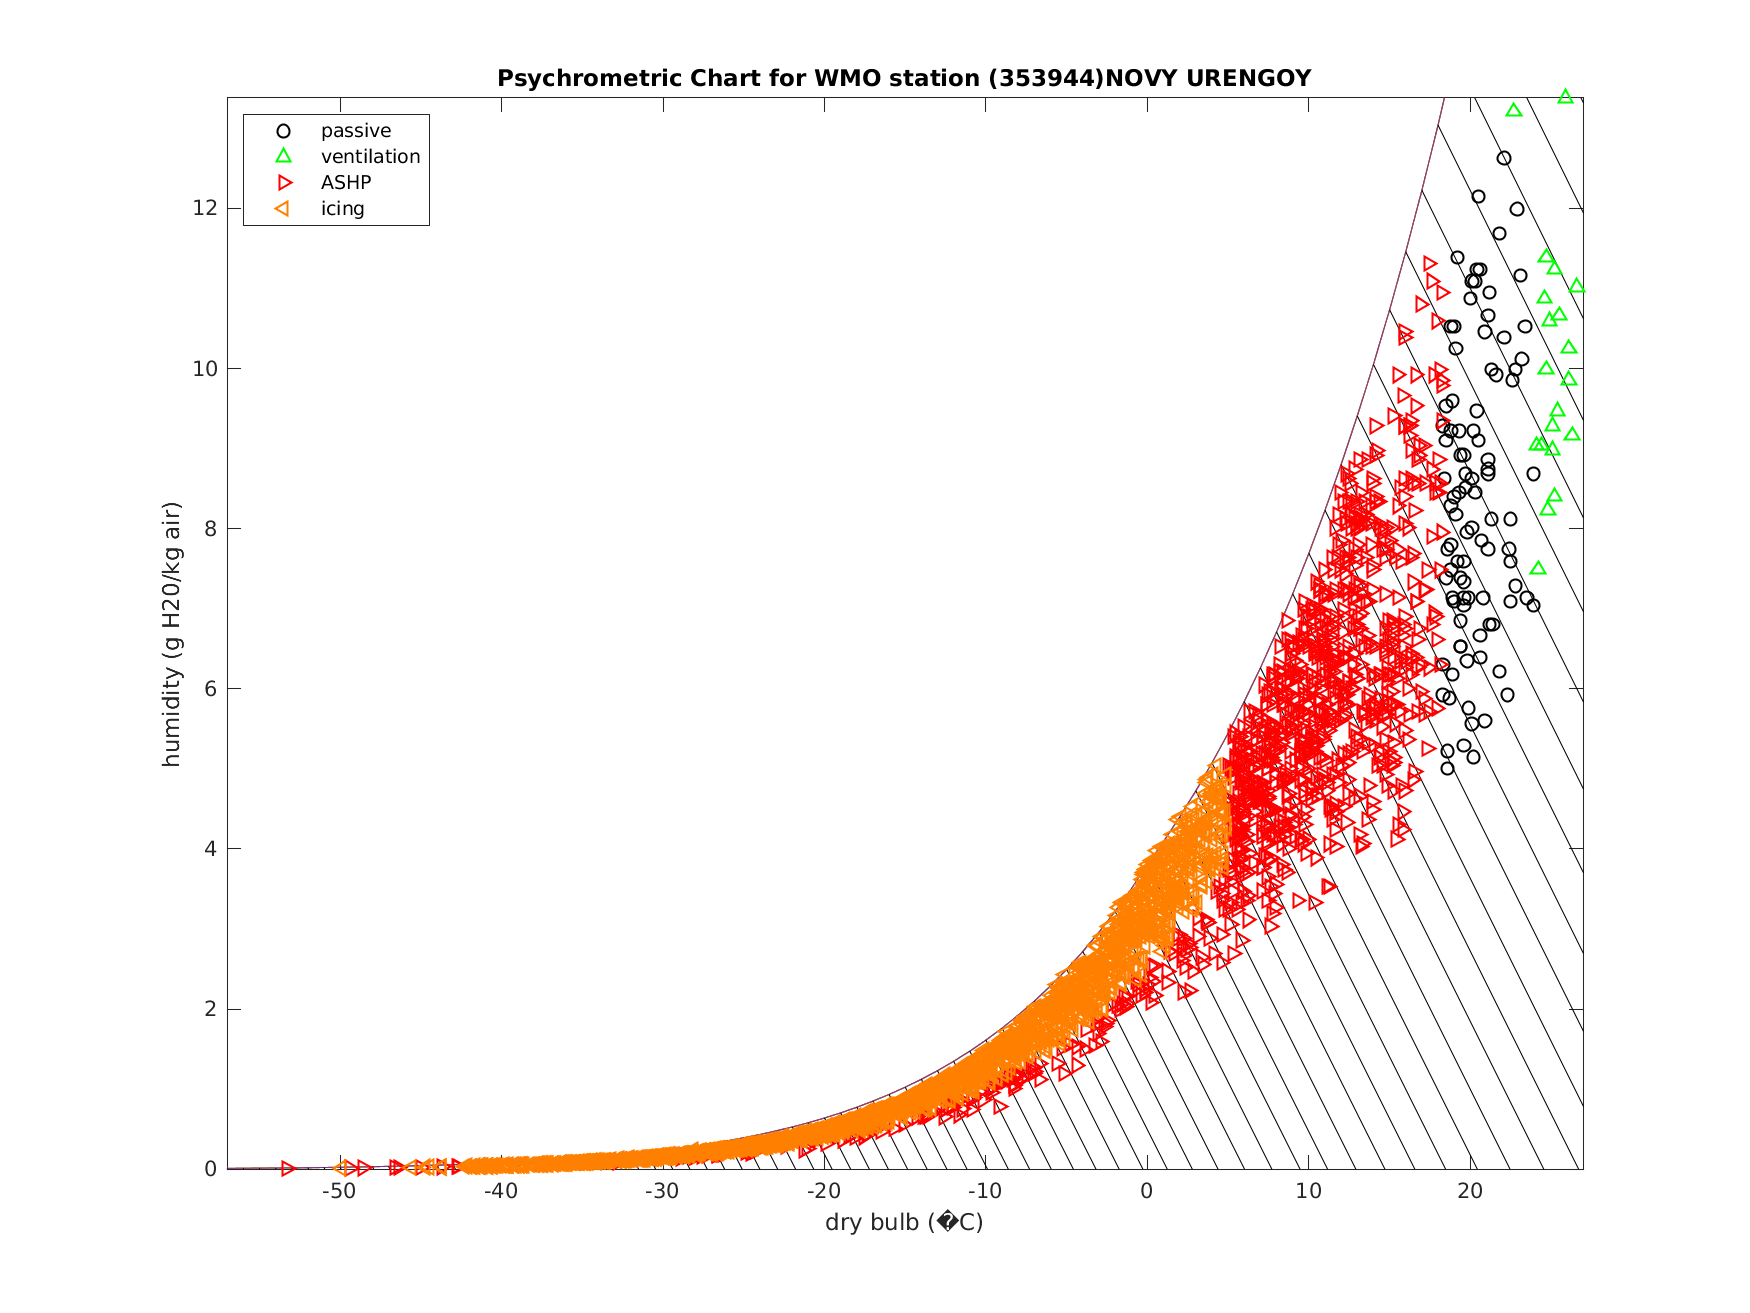 Psychrometric Chart for WMO station (353944)NOVY URENGOY
passive
ventilation
ASHP
icing
humidity (g H20/kg air)
12
10
8
6
4
2
0
-50 -40 -30 -20 -10 0 10 20
dry bulb (�C)